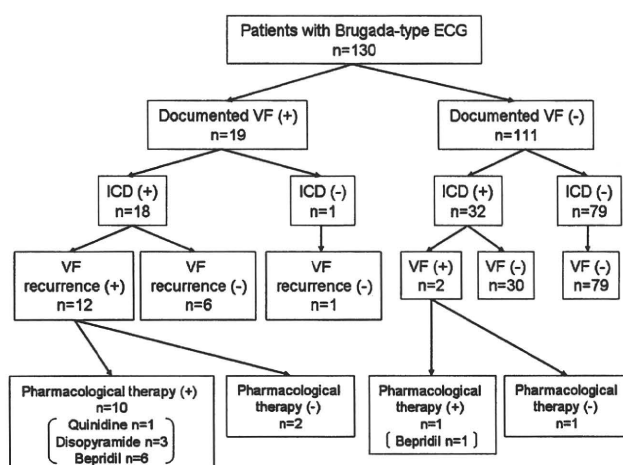 Patients with Brugada-type ECG
n=130
Documented VF (+)
n=19
Documented VF (-)
n=111
ICD (+)
n=18
ICD (-)
n=1
ICD (+)
n=32
ICD (-)
n=79
VF
recurrence (+)
n=12
VF
recurrence (-)
n=6
VF
recurrence (-)
n=1
VF (+)
n=2
VF (-)
n=30
VF (-)
n=79
Pharmacological therapy (+)
n=10
Quinidine n=1
Disopyramide n=3
Bepridil n=6
Pharmacological
therapy (-)
n=2
Pharmacological
therapy (+)
n=1
( Bepridil n=1 )
Pharmacological
therapy (-)
n=1